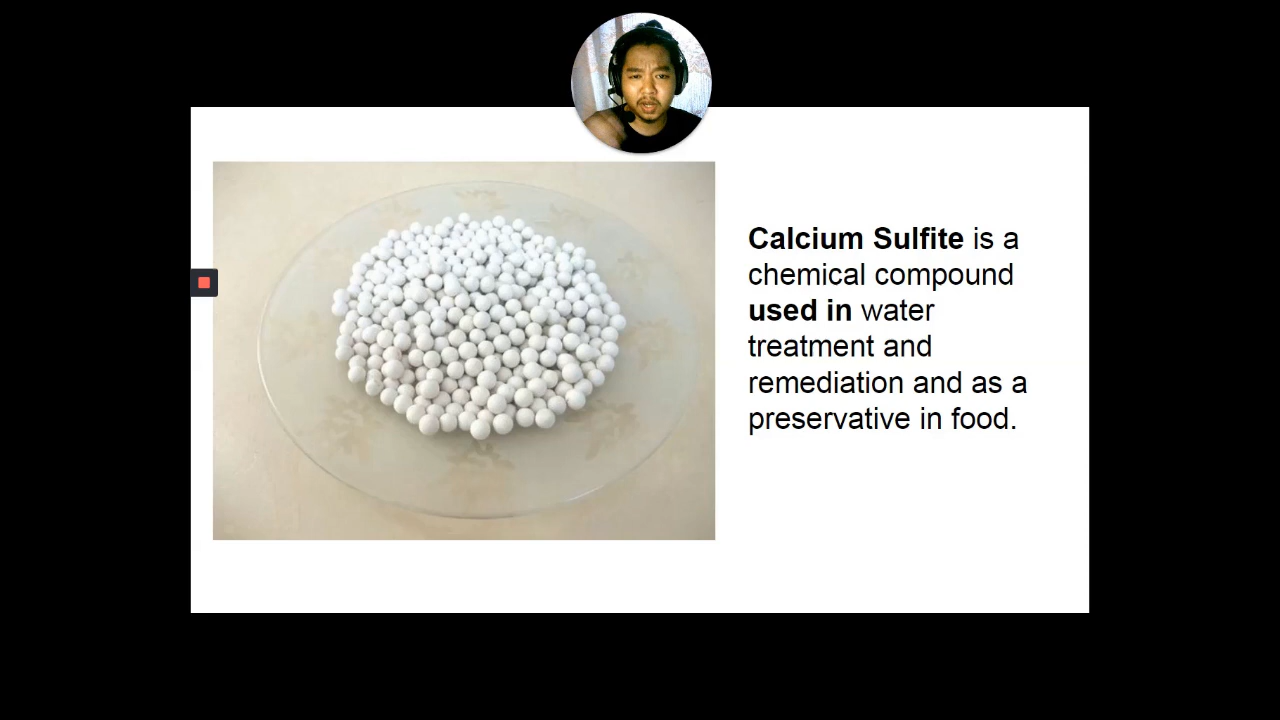 Calcium Sulfite is a
chemical compound
used in water
treatment and
remediation and as a
preservative in food.